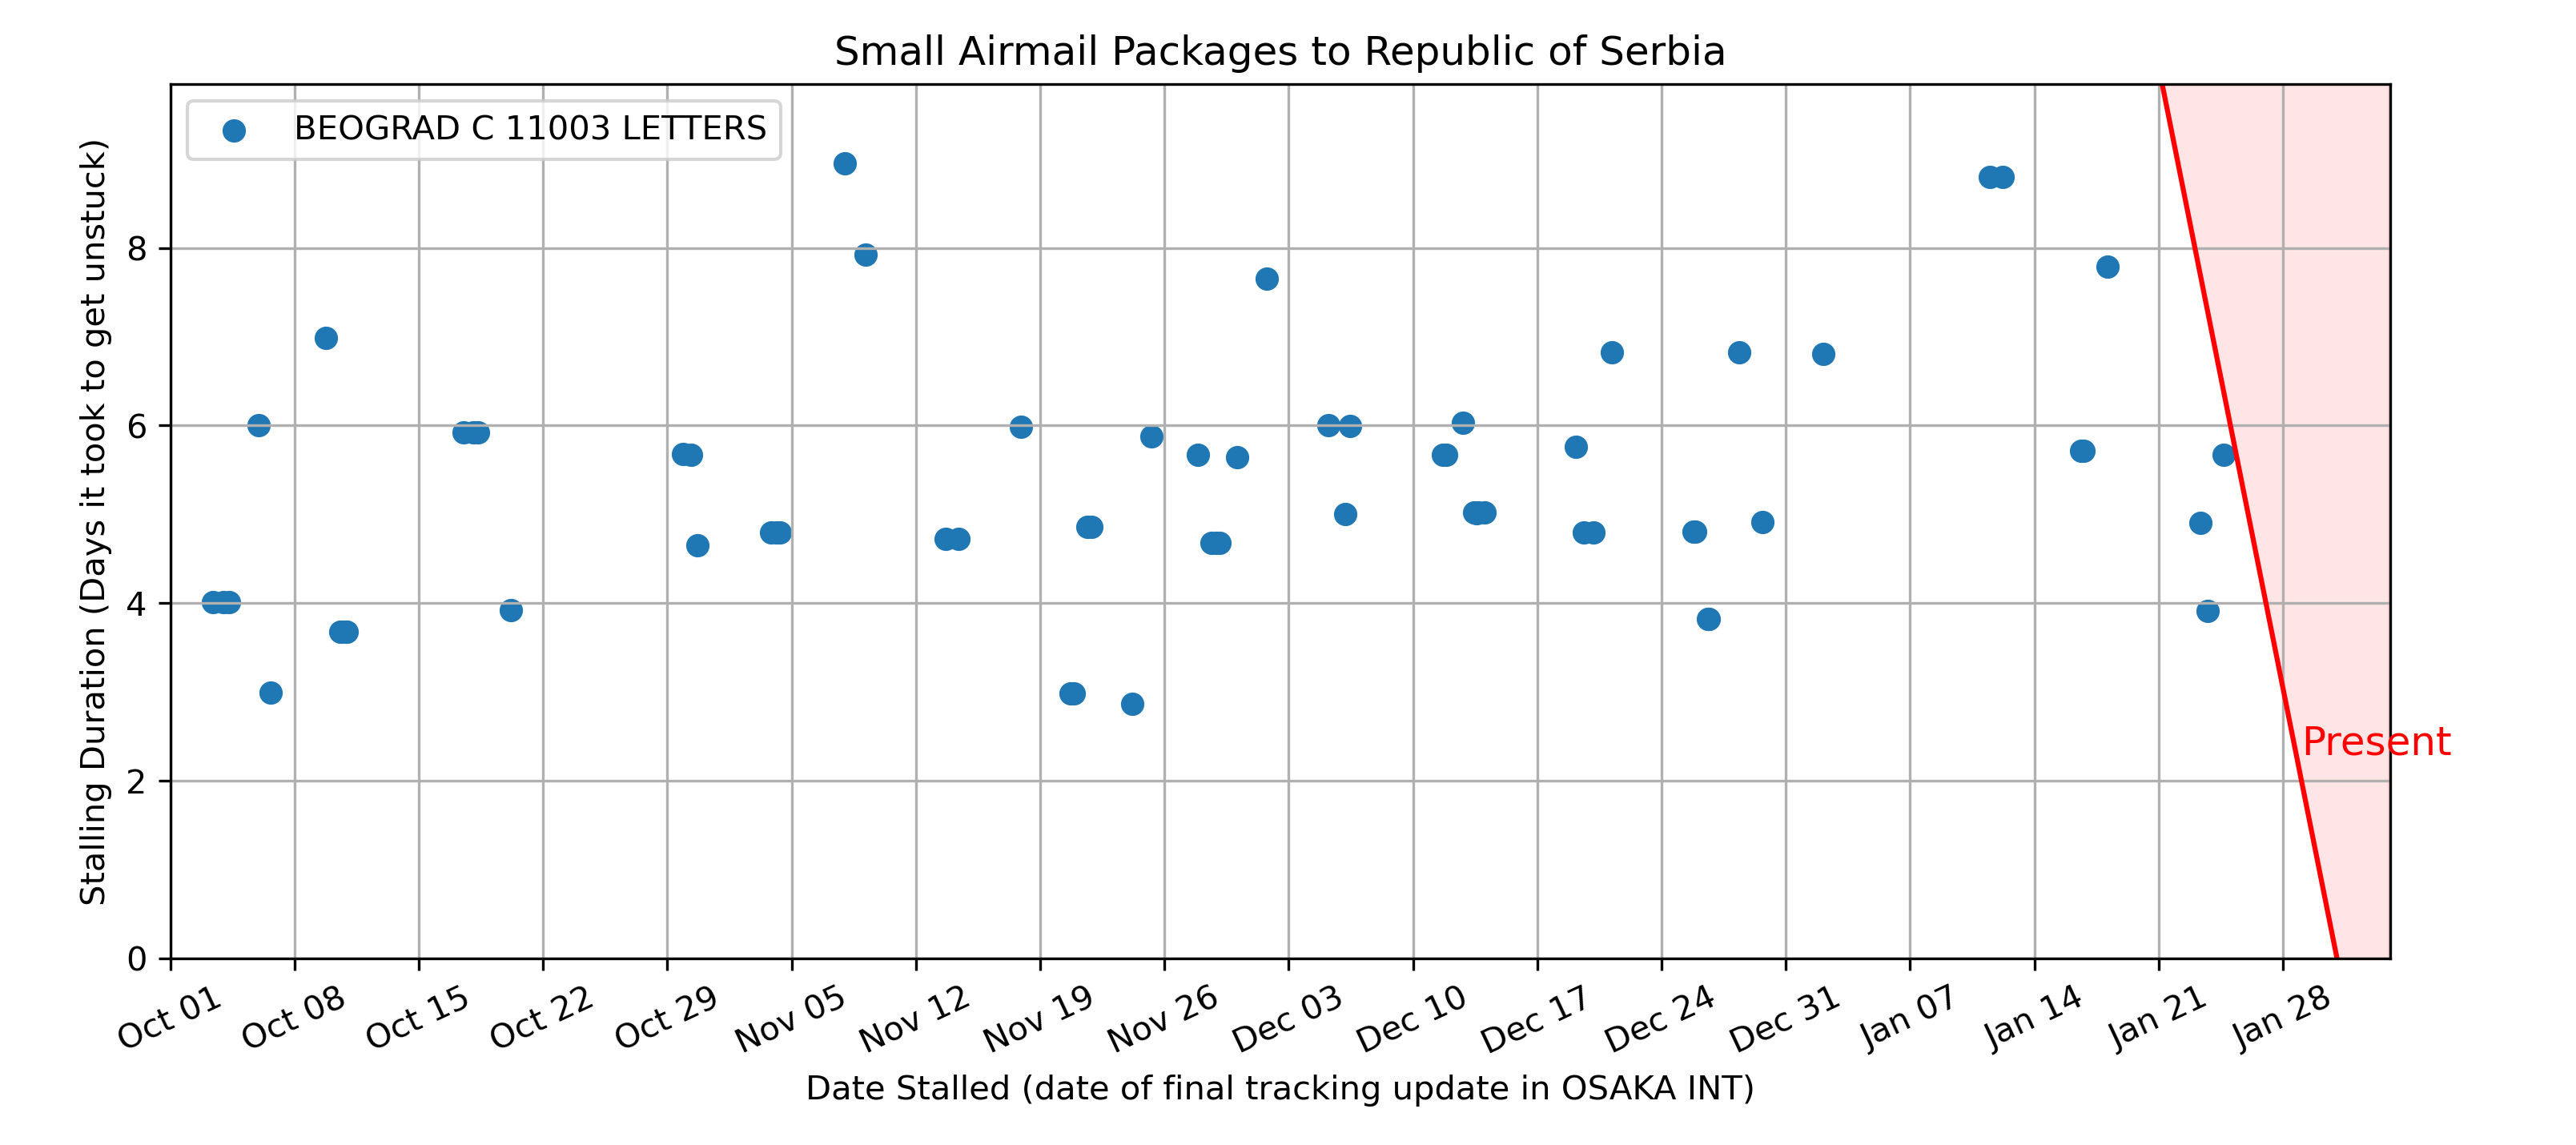 Small Airmail Packages to Republic of Serbia
BEOGRAD C 11003 LETTERS
Stalling Duration (Days it took to get unstuck)
8
6
4
2
0
Present
Oct 01
Oct 08
Oct 15
Oct 22
Oct 29
Nov 05
Nov 12
Nov 19
Nov 26
Dec 03
Dec 10
Dec 17
Dec 24
Dec 31
Jan 07
Jan 14
Jan 21
Jan 28
Date Stalled (date of final tracking update in OSAKA INT)